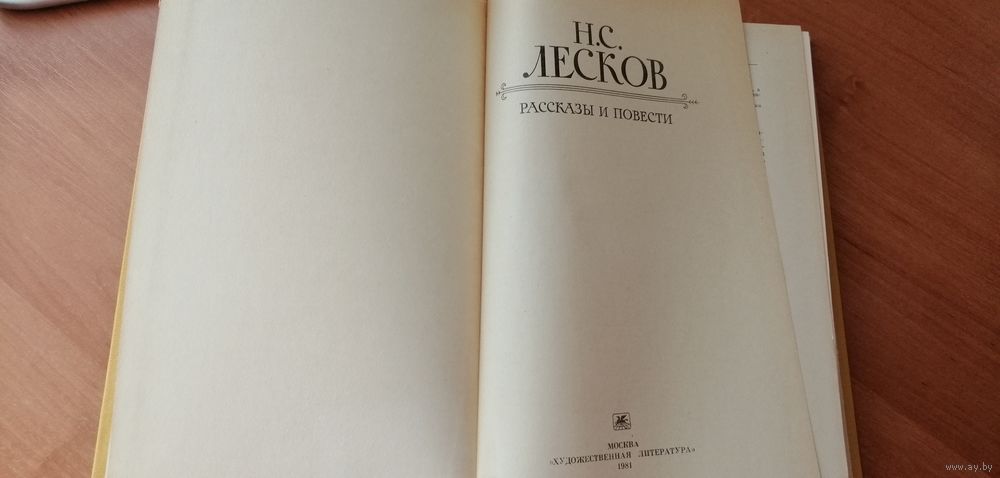 Н.С.
ЛЕСКОВ
РАССКАЗЫ И ПОВЕСТИ
МОСКВА
«ХУДОЖЕСТВЕННАЯ ЛИТЕРАТУРА»
1981
www.ay.by